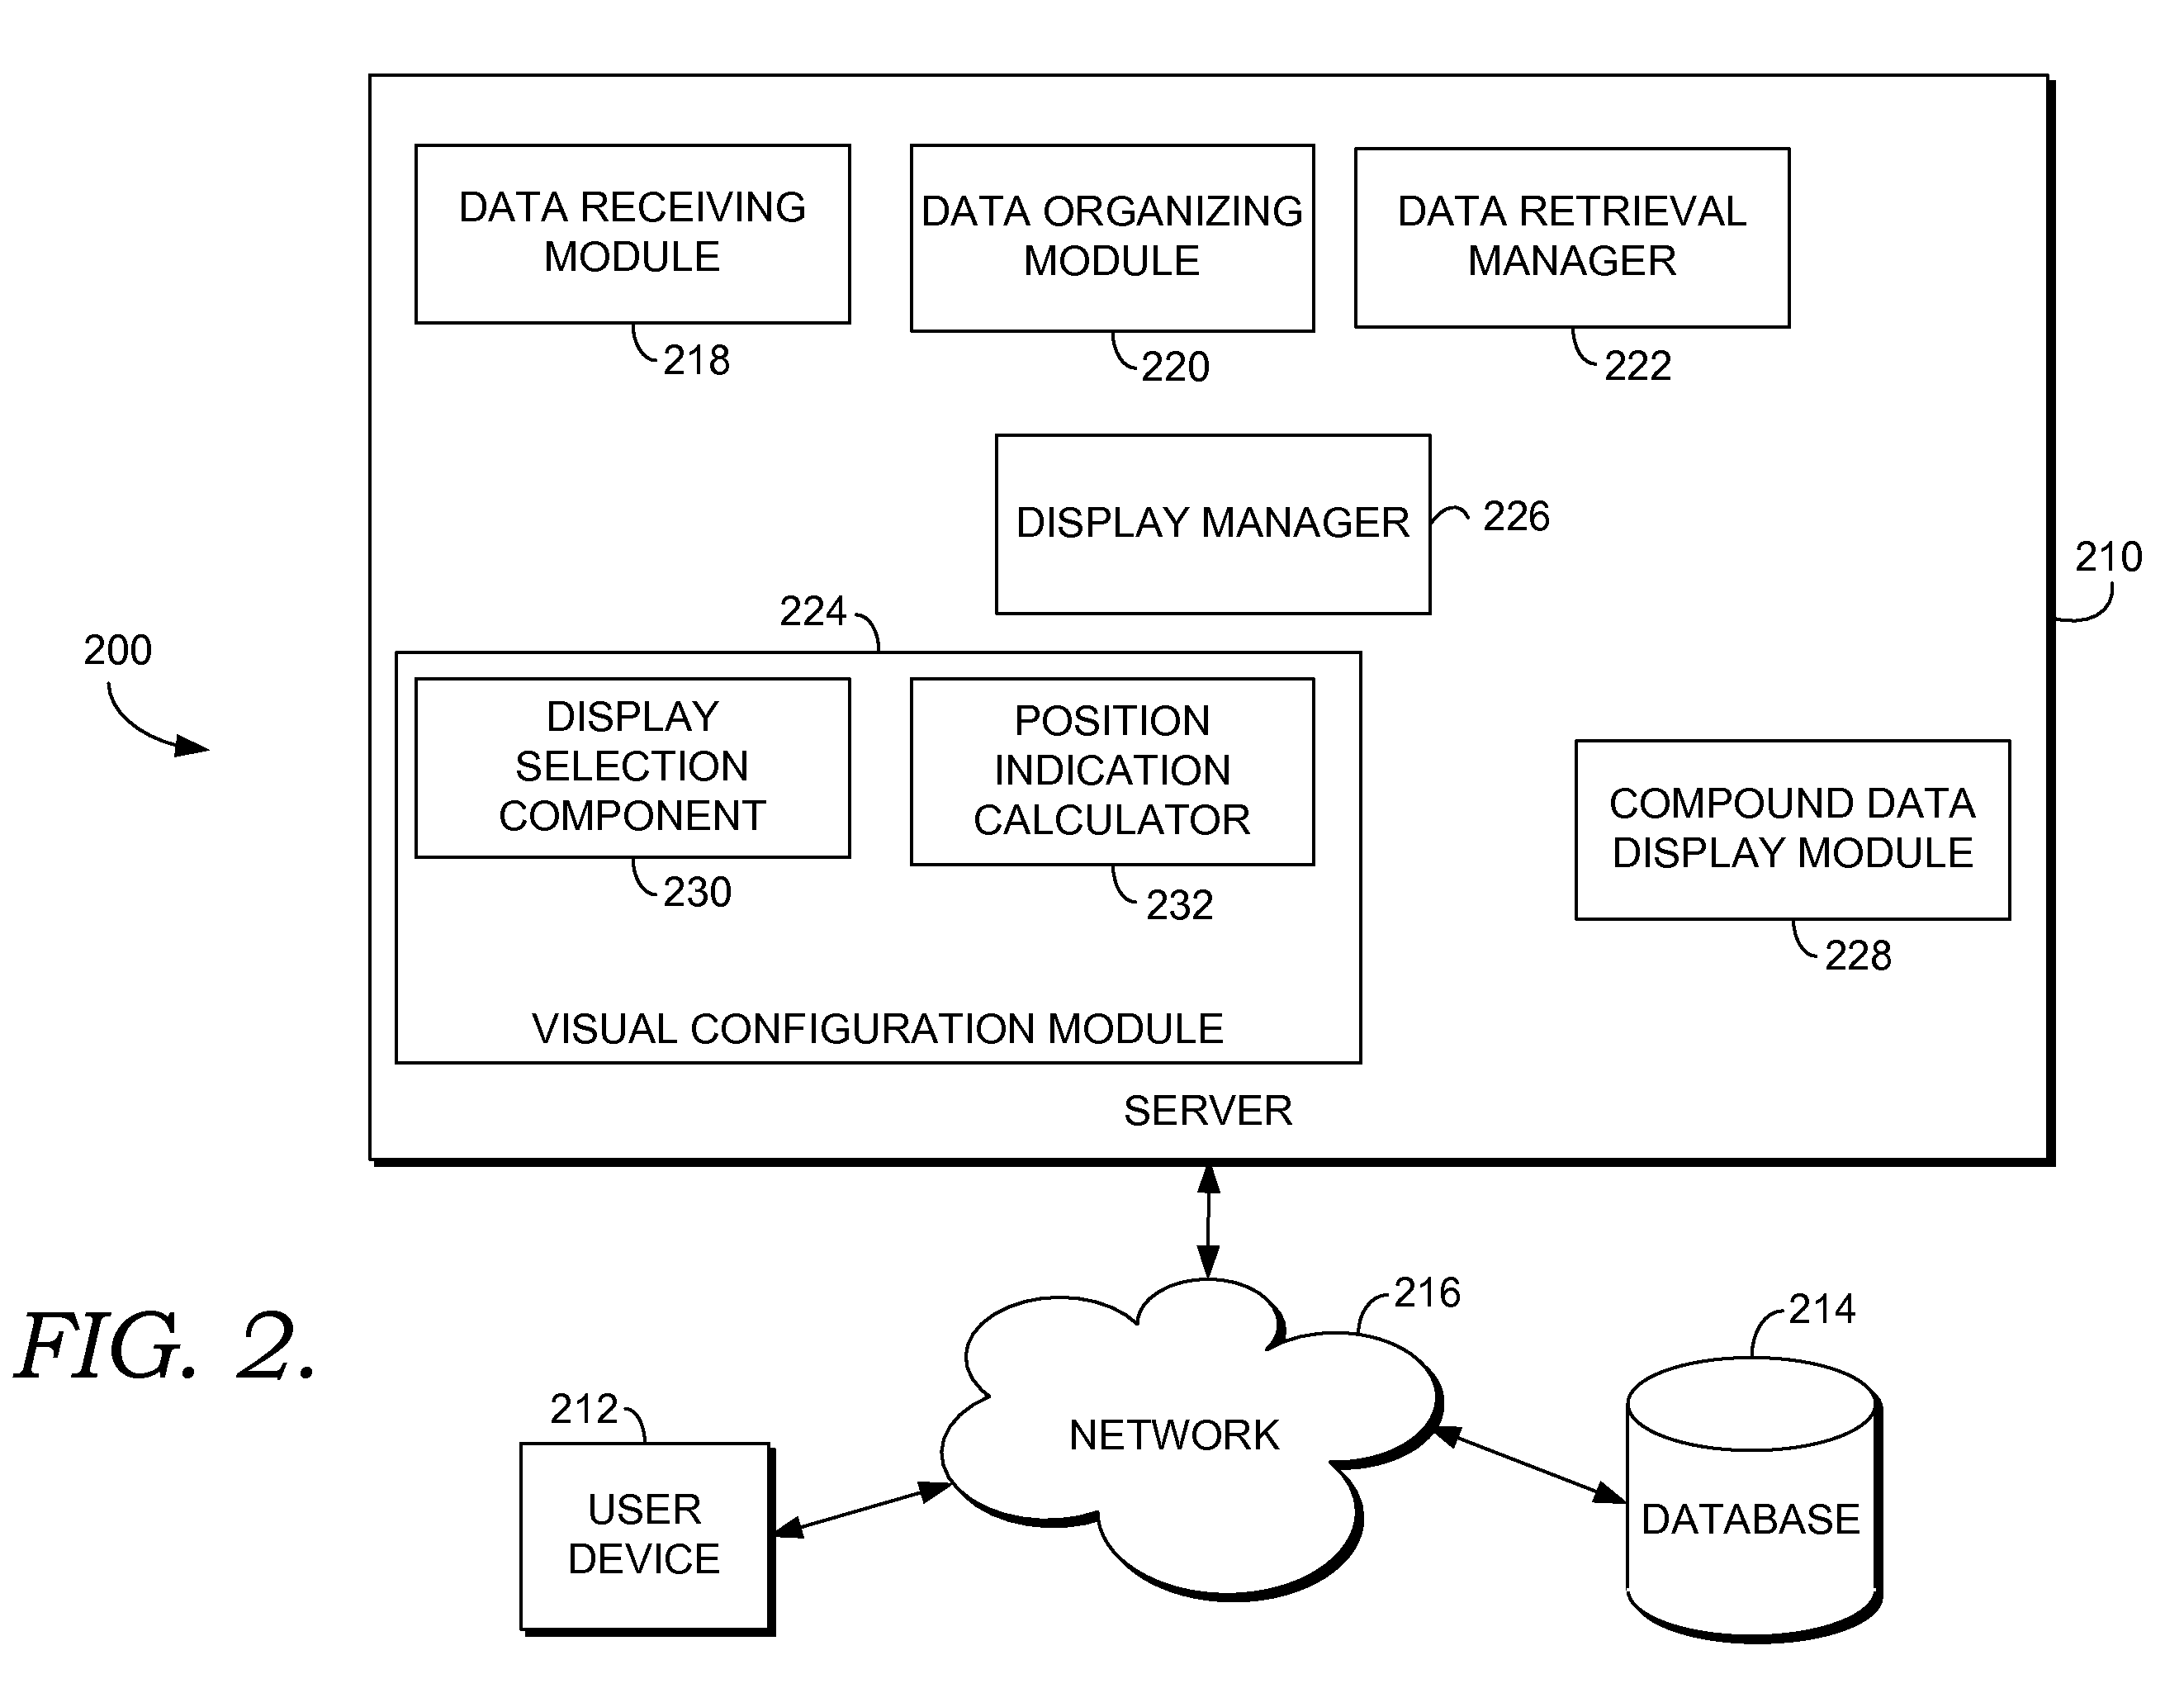 DATA RECEIVING
MODULE
218
DATA ORGANIZING
MODULE
220
DATA RETRIEVAL
MANAGER
222
DISPLAY MANAGER
226
210
200
224
DISPLAY
SELECTION
COMPONENT
230
POSITION
INDICATION
CALCULATOR
232
COMPOUND DATA
DISPLAY MODULE
228
VISUAL CONFIGURATION MODULE
SERVER
FIG. 2.
216
NETWORK
214
DATABASE
212
USER
DEVICE